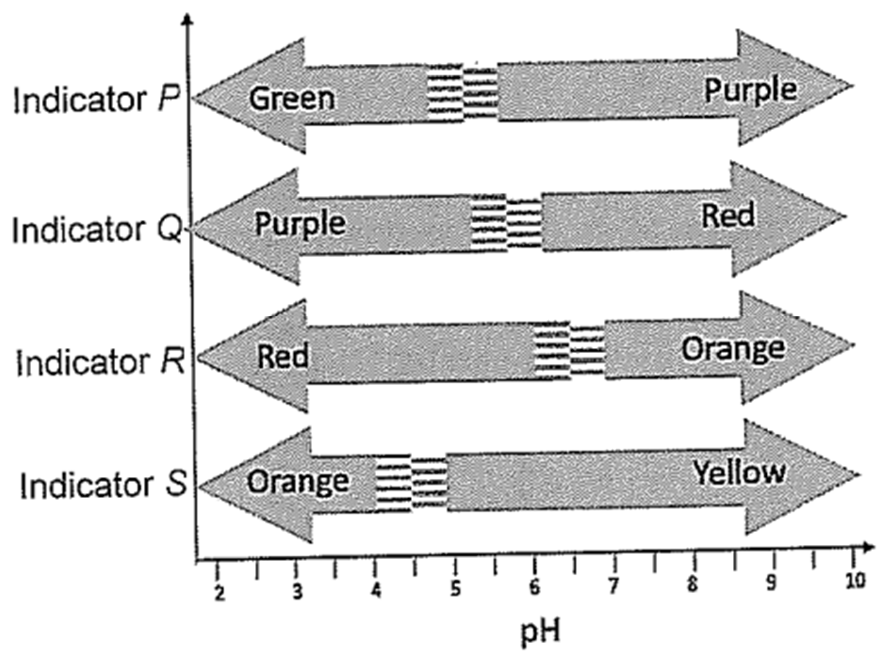 Indicator P
Green
Purple
Indicator Q
Purple
Red
Indicator R
Red
Orange
Indicator S
Orange
Yellow
2 3 4 5 6 7 8 9 10
pH